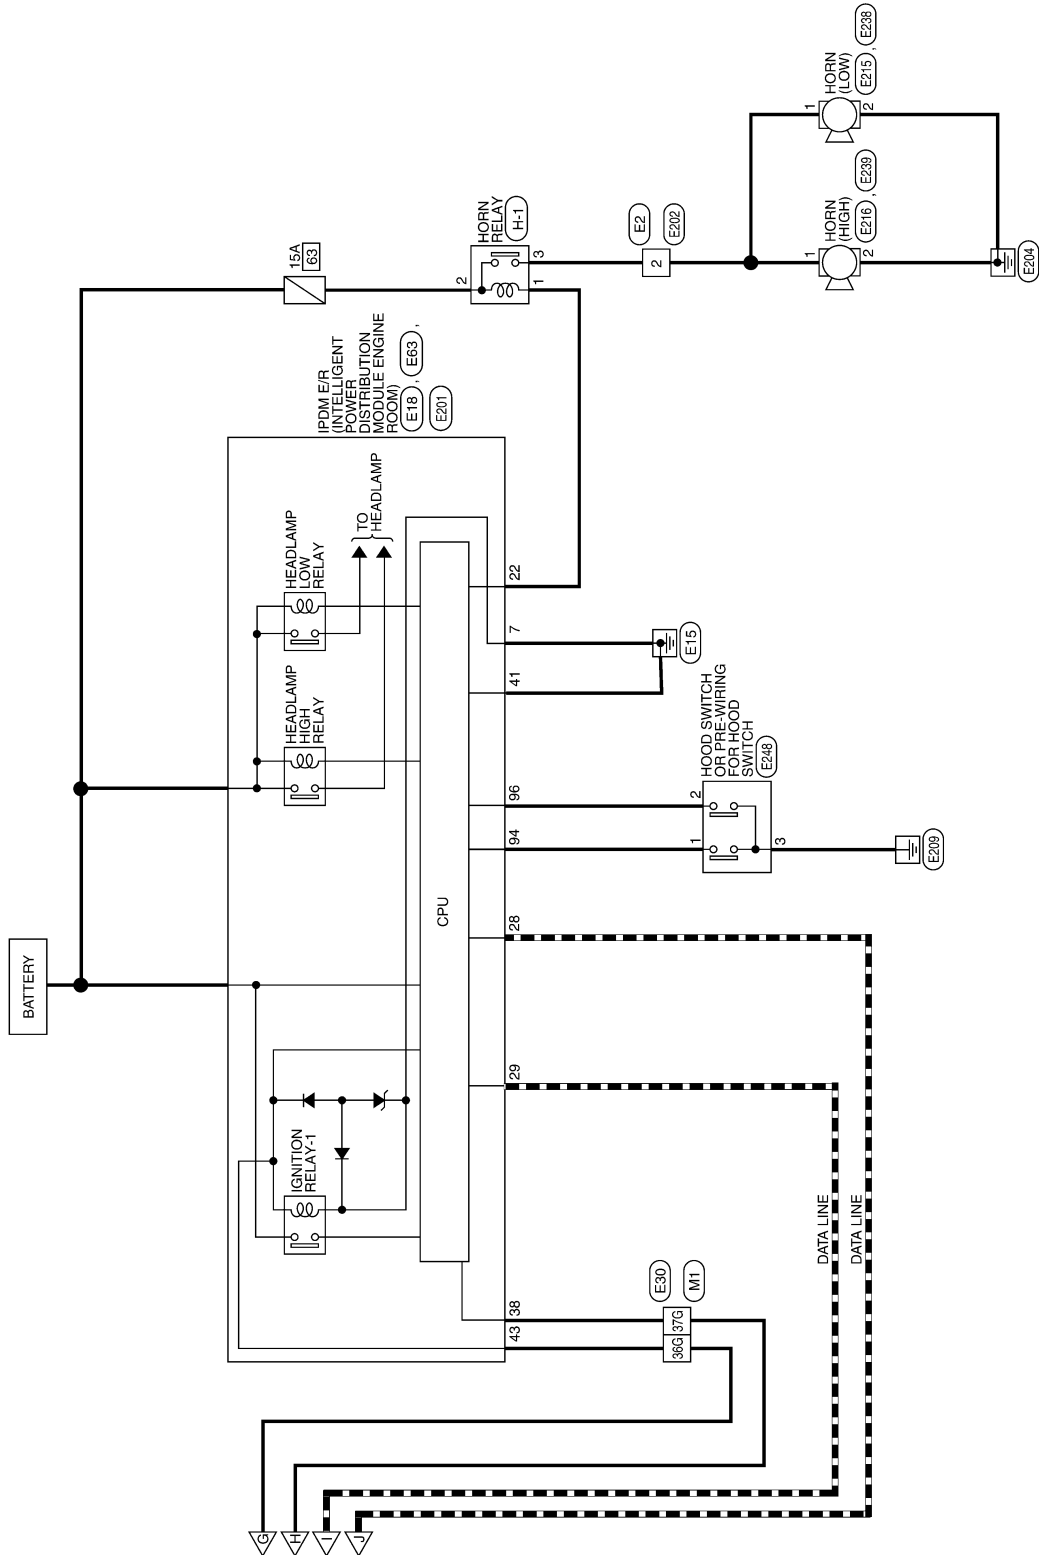 BATTERY
15A
63
HORN
RELAY
H-1
2
1
3
E2
E202
2
HORN
(LOW)
E215 , E238
1
2
HORN
(HIGH)
E216 , E239
1
2
E204
IPDM E/R
(INTELLIGENT
POWER
DISTRIBUTION
MODULE ENGINE
ROOM)
E18 , E63 ,
E201
HEADLAMP
LOW
RELAY
TO
HEADLAMP
HEADLAMP
HIGH
RELAY
IGNITION
RELAY-1
CPU
43
38
29
28
94
96
41
7
22
E15
HOOD SWITCH
OR PRE-WIRING
FOR HOOD
SWITCH
E248
1
2
3
E209
E30
M1
36G
37G
DATA LINE
DATA LINE
G
H
I
J